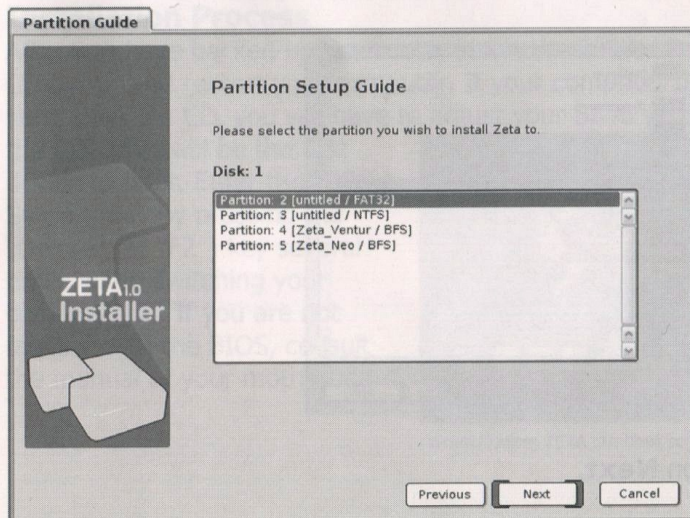 Partition Guide
Partition Setup Guide
Please select the partition you wish to install Zeta to.
Disk: 1
Partition: 2 [untitled / FAT32]
Partition: 3 [untitled / NTFS]
Partition: 4 [Zeta_Ventur / BFS]
Partition: 5 [Zeta_Neo / BFS]
ZETA1.0
Installer
Previous
Next
Cancel